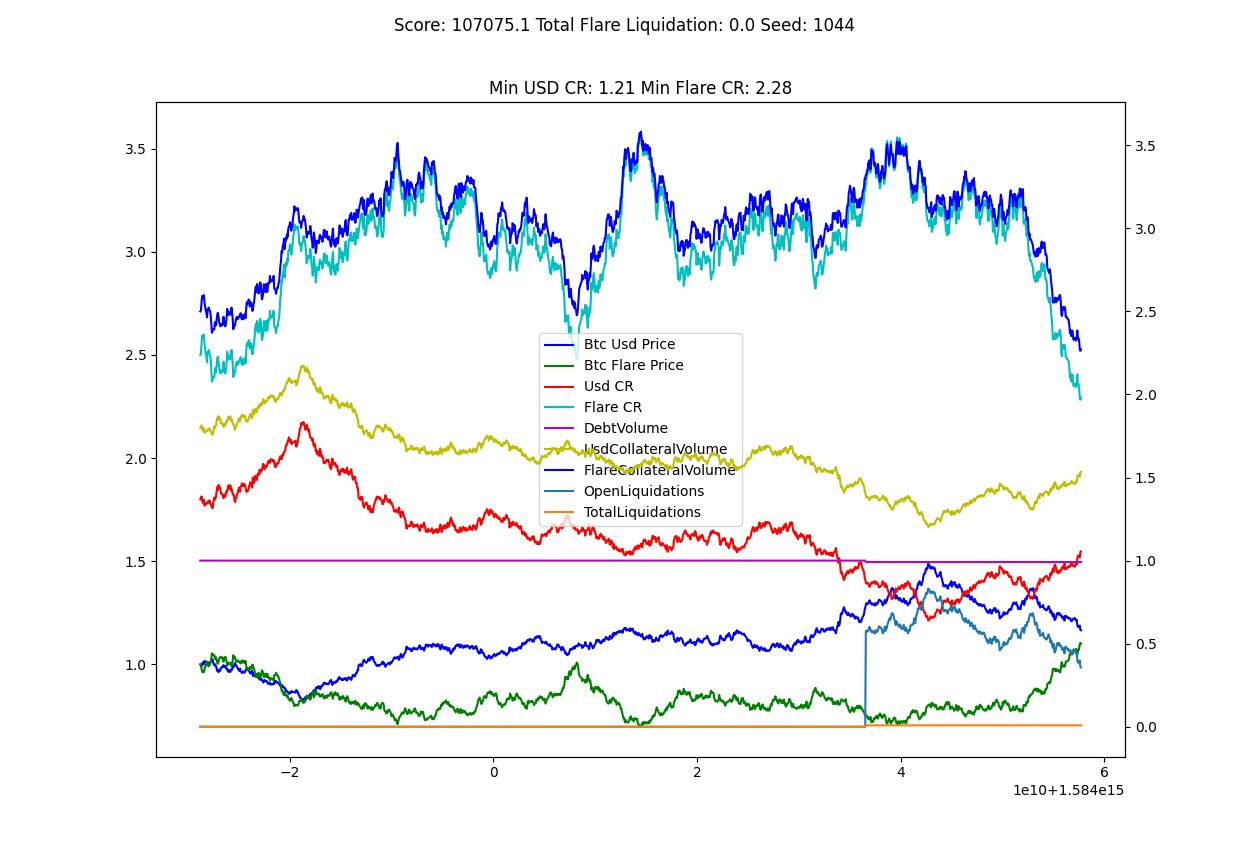 Score: 107075.1 Total Flare Liquidation: 0.0 Seed: 1044
Min USD CR: 1.21 Min Flare CR: 2.28
3.5
3.0
2.5
2.0
1.5
1.0
Btc Usd Price
Btc Flare Price
Usd CR
Flare CR
DebtVolume
UsdCollateralVolume
FlareCollateralVolume
OpenLiquidations
TotalLiquidations
3.5
3.0
2.5
2.0
1.5
1.0
0.5
0.0
−2 0 2 4 6
1e10+1.584e15